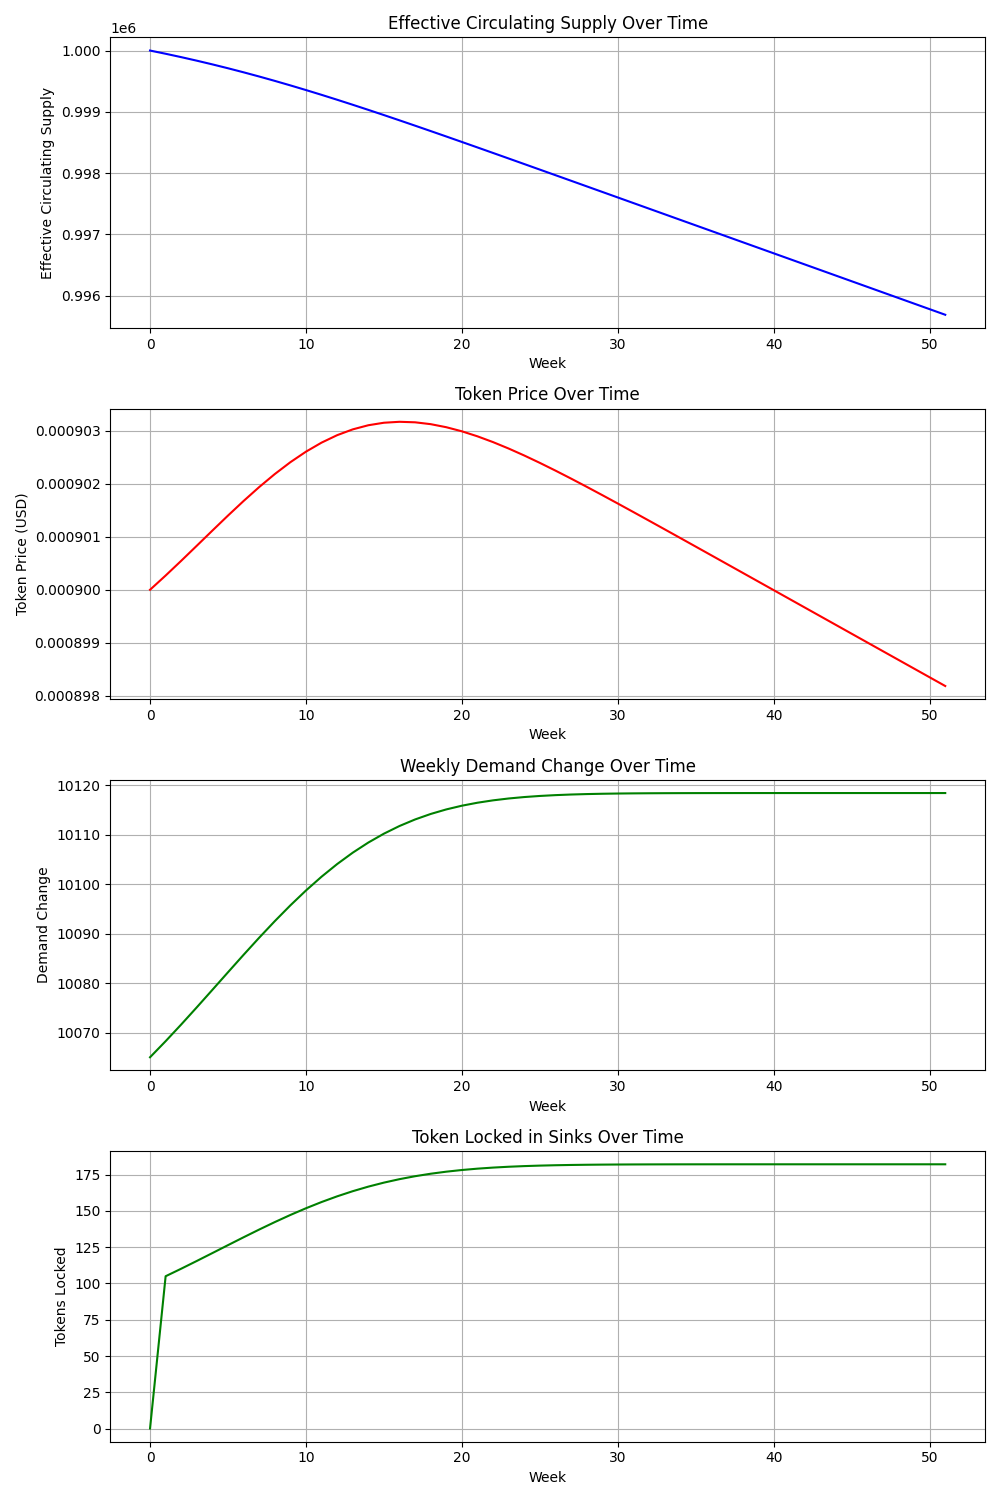 Effective Circulating Supply Over Time
1e6
1.000
0.999
0.998
0.997
0.996
Effective Circulating Supply
0 10 20 30 40 50
Week
Token Price Over Time
0.000903
0.000902
0.000901
0.000900
0.000899
0.000898
Token Price (USD)
0 10 20 30 40 50
Week
Weekly Demand Change Over Time
10120
10110
10100
10090
10080
10070
Demand Change
0 10 20 30 40 50
Week
Token Locked in Sinks Over Time
175
150
125
100
75
50
25
0
Tokens Locked
0 10 20 30 40 50
Week